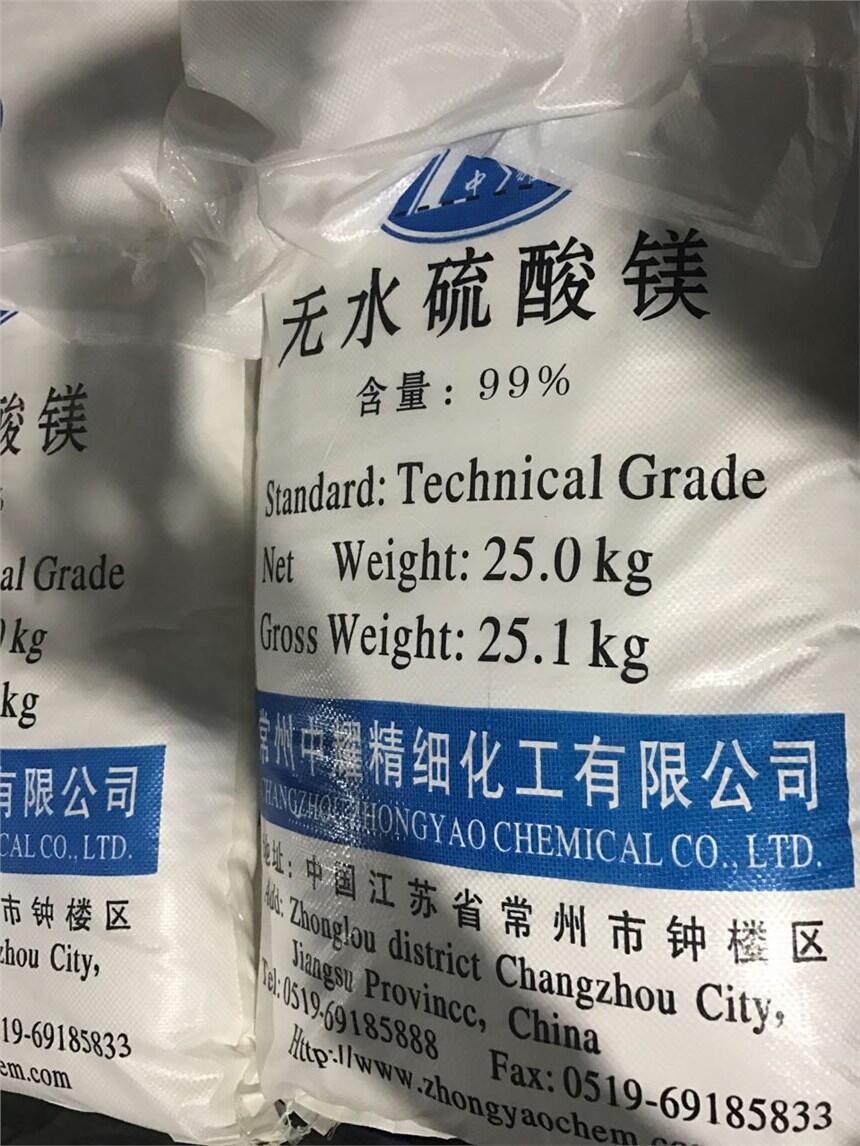 中
无水硫酸镁
含量：99%
Standard: Technical Grade
Net Weight: 25.0 kg
Gross Weight: 25.1 kg
常州中耀精细化工有限公司
CHANGZHOU ZHONGYAO CHEMICAL CO., LTD.
地址：中国江苏省常州市钟楼区
Add: Zhonglou district Changzhou City,
Jiangsu Provincc, China
Tel: 0519-69185888 Fax: 0519-69185833
Http://www.zhongyaochem.com
酸镁
al Grade
kg
kg
有限公司
CAL CO., LTD.
市钟楼区
zhou City,
19-69185833
em.com